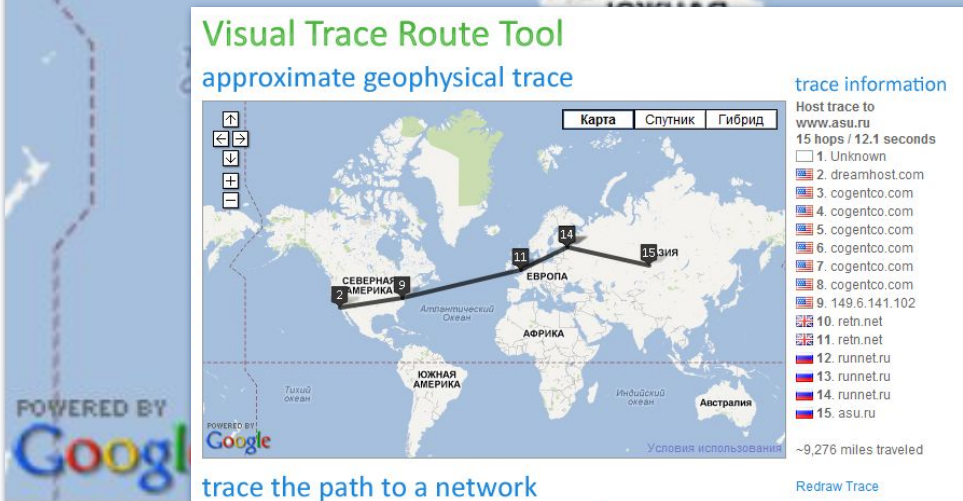 Visual Trace Route Tool
approximate geophysical trace
Карта
Спутник
Гибрид
14
15
ЗИЯ
11
ЕВРОПА
СЕВЕРНАЯ
АМЕРИКА
9
2
Атлантический
Океан
АФРИКА
ЮЖНАЯ
АМЕРИКА
Тихий
океан
Индийский
океан
Австралия
POWERED BY
Google
Условия использования
trace information
Host trace to
www.asu.ru
15 hops / 12.1 seconds
1. Unknown
2. dreamhost.com
3. cogentco.com
4. cogentco.com
5. cogentco.com
6. cogentco.com
7. cogentco.com
8. cogentco.com
9. 149.6.141.102
10. retn.net
11. retn.net
12. runnet.ru
13. runnet.ru
14. runnet.ru
15. asu.ru
~9,276 miles traveled
Redraw Trace
trace the path to a network
POWERED BY
Googl